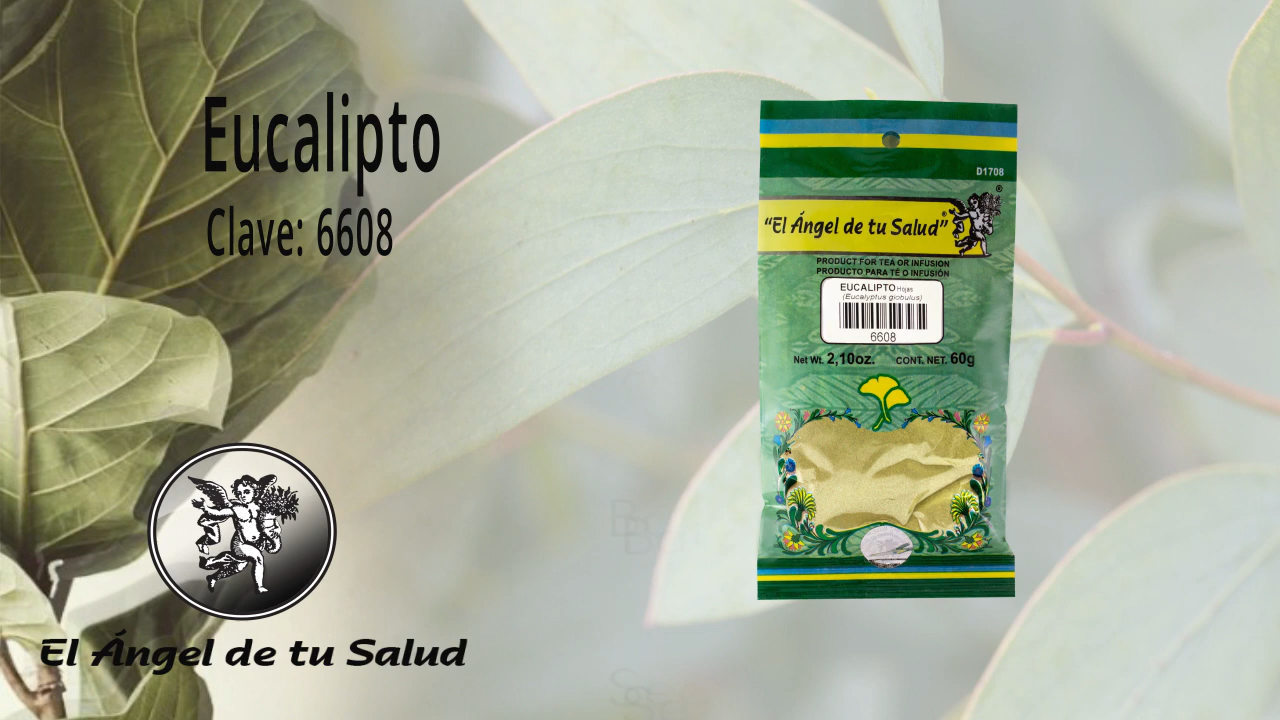 Eucalipto
Clave: 6608
El Ángel de tu Salud
D1708
®
“El Ángel de tu Salud”®
PRODUCT FOR TEA OR INFUSION
PRODUCTO PARA TÉ O INFUSIÓN
EUCALIPTO Hojas
(Eucalyptus globulus)
6608
Net Wt. 2,10oz. CONT. NET. 60g